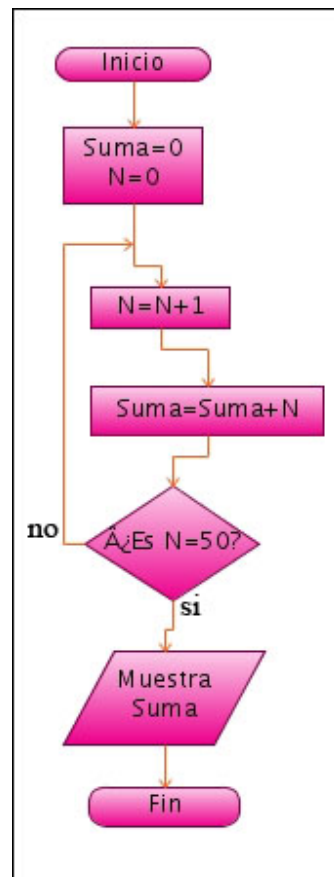 Inicio
Suma=0
N=0
N=N+1
Suma=Suma+N
no
Â¿Es N=50?
si
Muestra
Suma
Fin